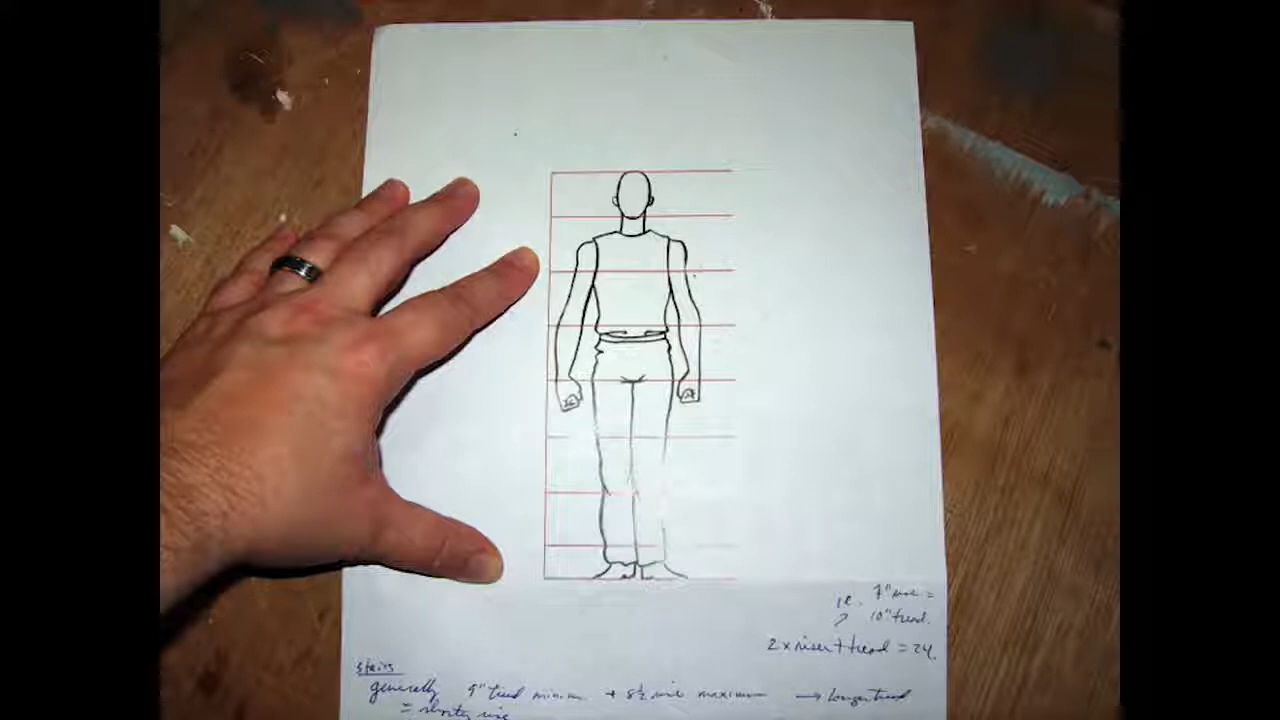 ie. 7" rise =
10" tread.
2 x riser + tread = 24.
stairs
generally 9" tread minimum + 8½ rise maximum → longer tread
= shorter rise